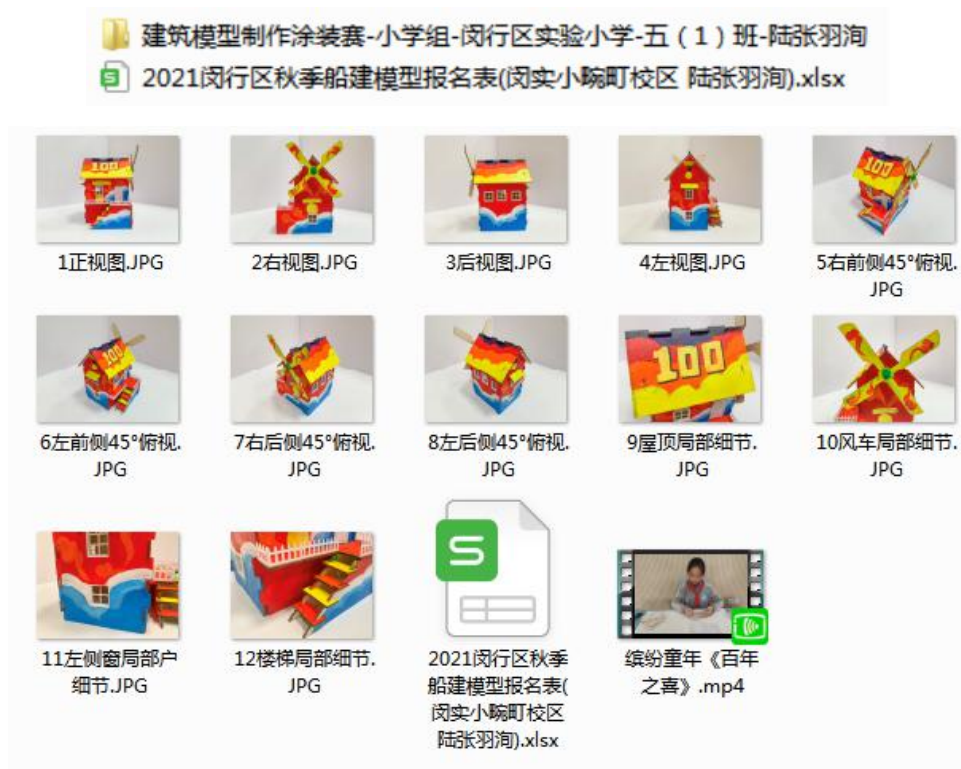 建筑模型制作涂装赛-小学组-闵行区实验小学-五（1）班-陆张羽洵
2021闵行区秋季船建模型报名表(闵实小畹町校区 陆张羽洵).xlsx
1正视图.JPG
2右视图.JPG
3后视图.JPG
4左视图.JPG
5右前侧45°俯视.
JPG
6左前侧45°俯视.
JPG
7右后侧45°俯视.
JPG
8左后侧45°俯视.
JPG
9屋顶局部细节.
JPG
10风车局部细节.
JPG
11左侧窗局部户
细节.JPG
12楼梯局部细节.
JPG
2021闵行区秋季
船建模型报名表(
闵实小畹町校区
陆张羽洵).xlsx
缤纷童年《百年
之喜》.mp4
100
100
100
100